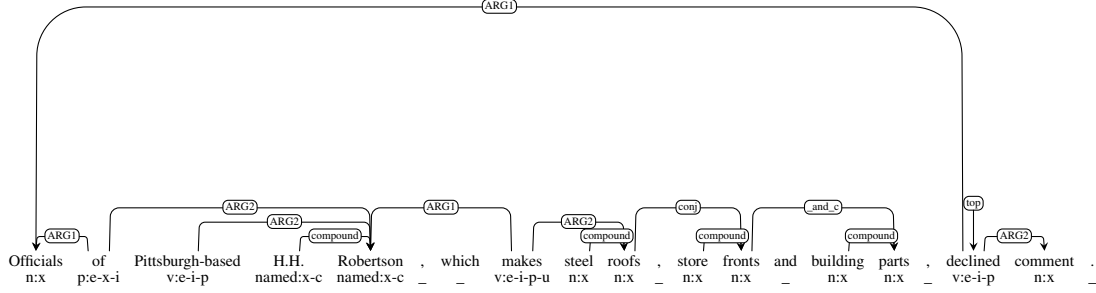 ARG1
ARG2 ARG1 conj _and_c top
ARG2 ARG2
ARG1 compound compound compound compound ARG2
Officials of Pittsburgh-based H.H. Robertson , which makes steel roofs , store fronts and building parts , declined comment .
n:x p:e-x-i v:e-i-p named:x-c named:x-c _ _ v:e-i-p-u n:x n:x _ n:x n:x _ n:x n:x _ v:e-i-p n:x _